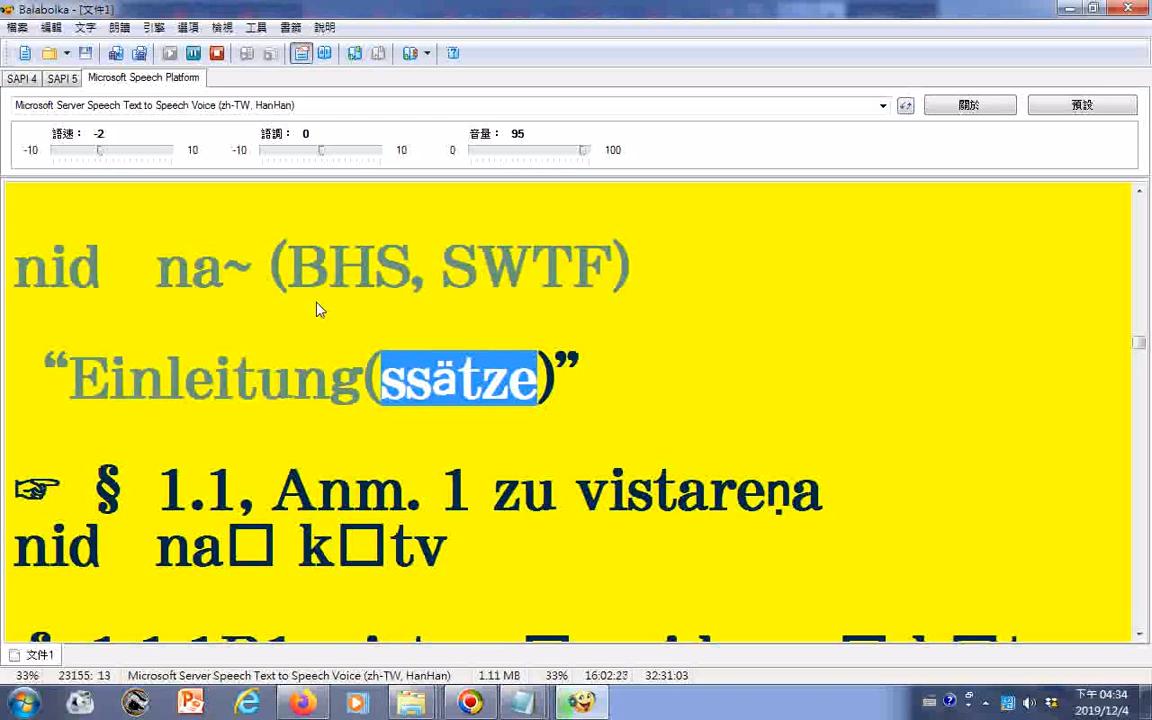 Balabolka - [文件1]
檔案 編輯 文字 朗讀 引擎 選項 檢視 工具 書籤 說明
SAPI 4 SAPI 5 Microsoft Speech Platform
Microsoft Server Speech Text to Speech Voice (zh-TW, HanHan) 關於 預設
語速： -2 語調： 0 音量： 95
-10 10 -10 10 0 100
nid na~ (BHS, SWTF)
“Einleitung(ssätze)”
☞ § 1.1, Anm. 1 zu vistareṇa
nid na□ k□tv
文件1
33% 23155: 13 Microsoft Server Speech Text to Speech Voice (zh-TW, HanHan) 1.11 MB 33% 16:02:23 32:31:03
下午 04:34
2019/12/4